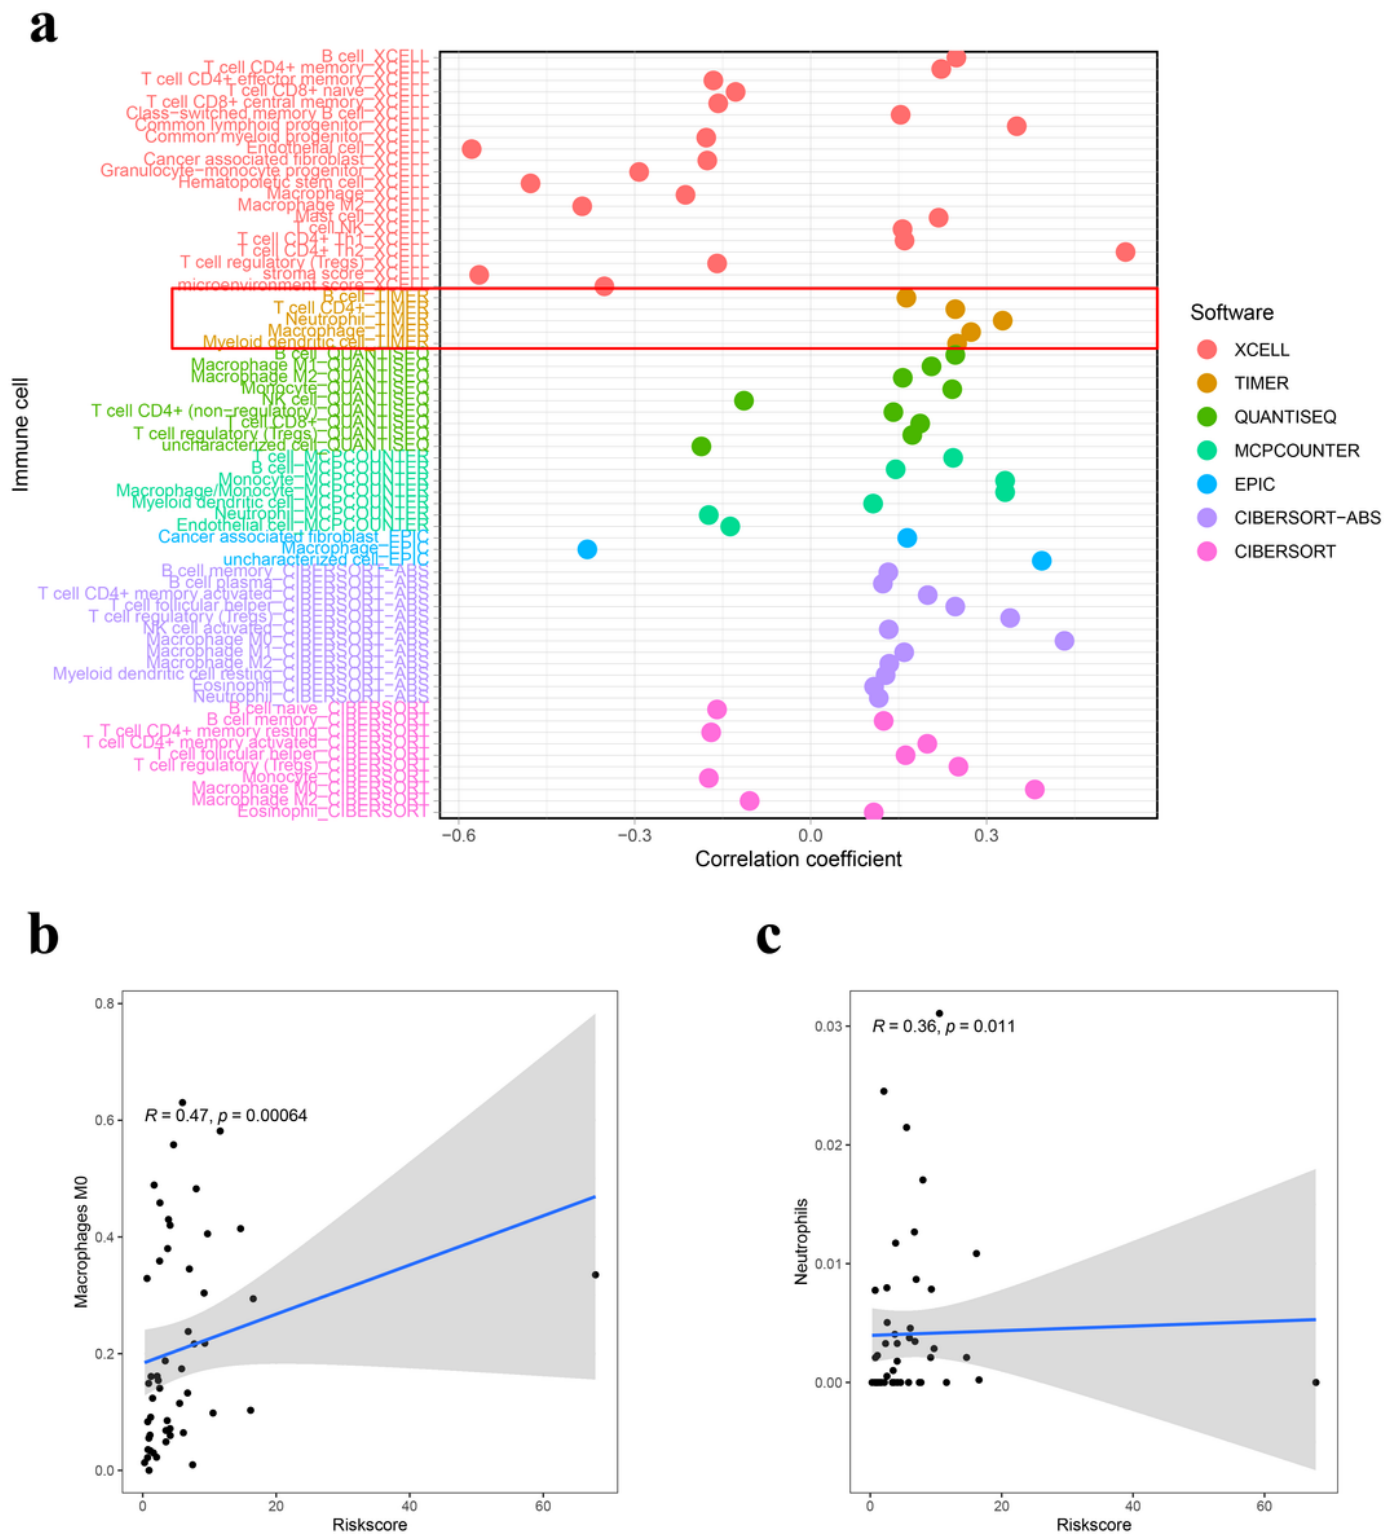 a
B cell_XCELL
T cell CD4+ memory_XCELL
T cell CD4+ effector memory_XCELL
T cell CD8+ naive_XCELL
T cell CD8+ central memory_XCELL
Class−switched memory B cell_XCELL
Common lymphoid progenitor_XCELL
Common myeloid progenitor_XCELL
Endothelial cell_XCELL
Cancer associated fibroblast_XCELL
Granulocyte−monocyte progenitor_XCELL
Hematopoietic stem cell_XCELL
Macrophage_XCELL
Macrophage M2_XCELL
Mast cell_XCELL
T cell NK_XCELL
T cell CD4+ Th1_XCELL
T cell CD4+ Th2_XCELL
T cell regulatory (Tregs)_XCELL
stroma score_XCELL
microenvironment score_XCELL
B cell_TIMER
T cell CD4+_TIMER
Neutrophil_TIMER
Macrophage_TIMER
Myeloid dendritic cell_TIMER
B cell_QUANTISEQ
Macrophage M1_QUANTISEQ
Macrophage M2_QUANTISEQ
Monocyte_QUANTISEQ
NK cell_QUANTISEQ
T cell CD4+ (non−regulatory)_QUANTISEQ
T cell CD8+_QUANTISEQ
T cell regulatory (Tregs)_QUANTISEQ
uncharacterized cell_QUANTISEQ
T cell_MCPCOUNTER
B cell_MCPCOUNTER
Monocyte_MCPCOUNTER
Macrophage/Monocyte_MCPCOUNTER
Myeloid dendritic cell_MCPCOUNTER
Neutrophil_MCPCOUNTER
Endothelial cell_MCPCOUNTER
Cancer associated fibroblast_EPIC
Macrophage_EPIC
uncharacterized cell_EPIC
B cell memory_CIBERSORT−ABS
B cell plasma_CIBERSORT−ABS
T cell CD4+ memory activated_CIBERSORT−ABS
T cell follicular helper_CIBERSORT−ABS
T cell regulatory (Tregs)_CIBERSORT−ABS
NK cell activated_CIBERSORT−ABS
Macrophage M0_CIBERSORT−ABS
Macrophage M1_CIBERSORT−ABS
Macrophage M2_CIBERSORT−ABS
Myeloid dendritic cell resting_CIBERSORT−ABS
Eosinophil_CIBERSORT−ABS
Neutrophil_CIBERSORT−ABS
B cell naive_CIBERSORT
B cell memory_CIBERSORT
T cell CD4+ memory resting_CIBERSORT
T cell CD4+ memory activated_CIBERSORT
T cell follicular helper_CIBERSORT
T cell regulatory (Tregs)_CIBERSORT
Monocyte_CIBERSORT
Macrophage M0_CIBERSORT
Macrophage M2_CIBERSORT
Eosinophil_CIBERSORT
Immune cell
−0.6 −0.3 0.0 0.3
Correlation coefficient
Software
XCELL
TIMER
QUANTISEQ
MCPCOUNTER
EPIC
CIBERSORT−ABS
CIBERSORT
b
0.8
0.6
0.4
0.2
0.0
Macrophages M0
R = 0.47, p = 0.00064
0 20 40 60
Riskscore
c
0.03
0.02
0.01
0.00
Neutrophils
R = 0.36, p = 0.011
0 20 40 60
Riskscore